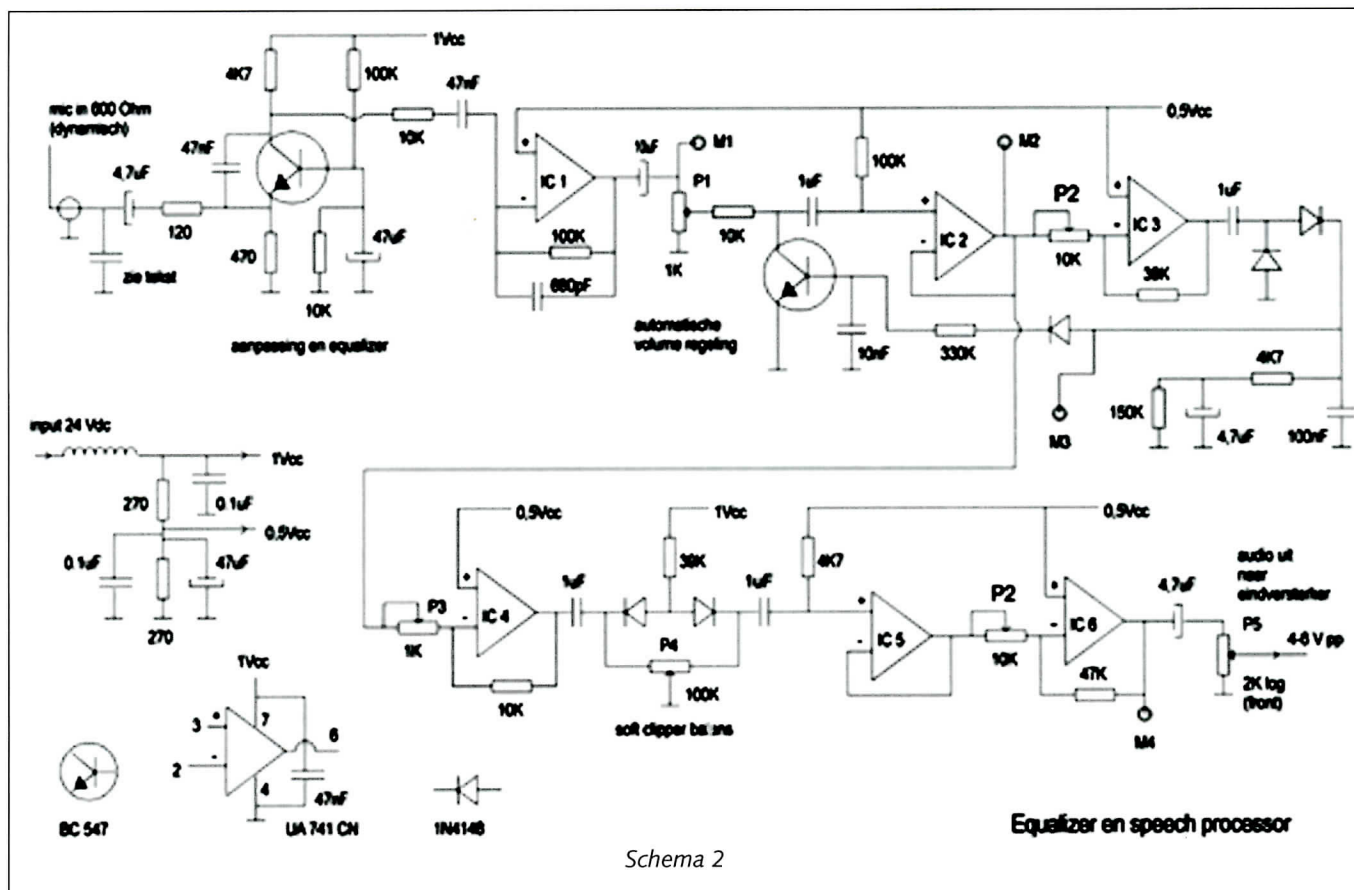 1Vcc
4K7
100K
47nF
mic in 600 Ohm
(dynamisch)
47nF
4,7uF
120
470
10K
47uF
zie tekst
aanpassing en equalizer
10K
IC 1
100K
680pF
10uF
M1
P1
1K
automatische
volume regeling
10K
1uF
100K
0,5Vcc
+
-
IC 2
M2
P2
10K
IC 3
39K
1uF
10nF
330K
M3
4K7
150K
4,7uF
100nF
input 24 Vdc
1Vcc
270
0.1uF
0,5Vcc
0.1uF
47uF
270
0,5Vcc
P3
1K
IC 4
10K
1uF
1Vcc
39K
P4
100K
soft clipper balans
1uF
4K7
0,5Vcc
IC 5
P2
10K
IC 6
47K
M4
4,7uF
audio uit
naar
eindversterker
P5
4-6 V pp
2K log
(front)
1Vcc
3
+
7
6
2
-
4
47nF
BC 547
UA 741 CN
1N4148
Equalizer en speech processor
Schema 2